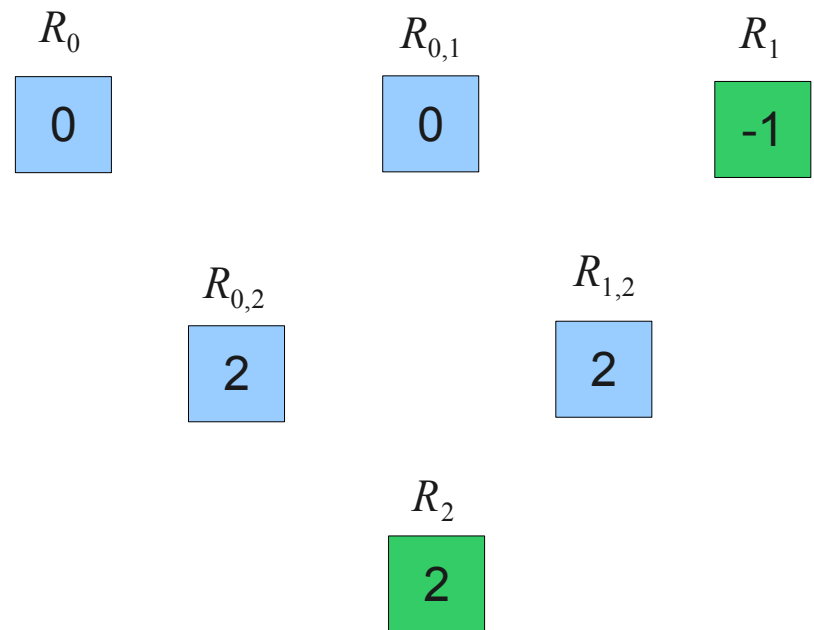 R₀ R₀,₁ R₁
0 0 -1
R₀,₂ R₁,₂
2 2
R₂
2